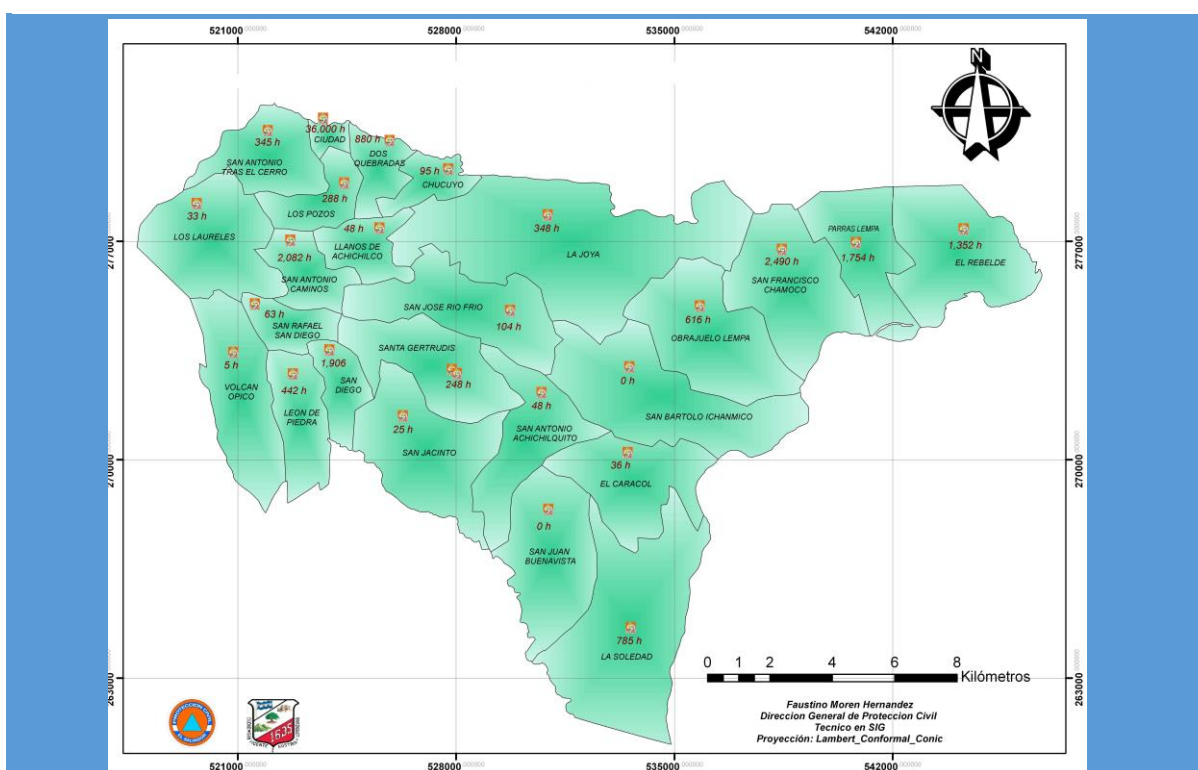 521000 528000 535000 542000
N
36,000 h
CIUDAD
345 h
880 h
DOS
QUEBRADAS
SAN ANTONIO
TRAS EL CERRO
95 h
CHUCUYO
288 h
LOS POZOS
33 h
LOS LAURELES
48 h
LLANOS DE
ACHICHILCO
348 h
LA JOYA
PARRAS LEMPA
1,754 h
1,352 h
EL REBELDE
277000
277000
2,082 h
SAN ANTONIO
CAMINOS
2,490 h
SAN FRANCISCO
CHAMOCO
63 h
SAN RAFAEL
SAN DIEGO
SAN JOSE RIO FRIO
104 h
616 h
OBRAJUELO LEMPA
5 h
VOLCAN
OPICO
442 h
LEON DE
PIEDRA
1,906
SAN
DIEGO
SANTA GERTRUDIS
248 h
0 h
SAN BARTOLO ICHANMICO
25 h
SAN JACINTO
48 h
SAN ANTONIO
ACHICHILQUITO
36 h
EL CARACOL
270000
270000
0 h
SAN JUAN
BUENAVISTA
785 h
LA SOLEDAD
0 1 2 4 6 8
Kilómetros
263000
263000
Faustino Moren Hernandez
Direccion General de Proteccion Civil
Tecnico en SIG
Proyección: Lambert_Conformal_Conic
PROTECCION CIVIL
1635
521000 528000 535000 542000